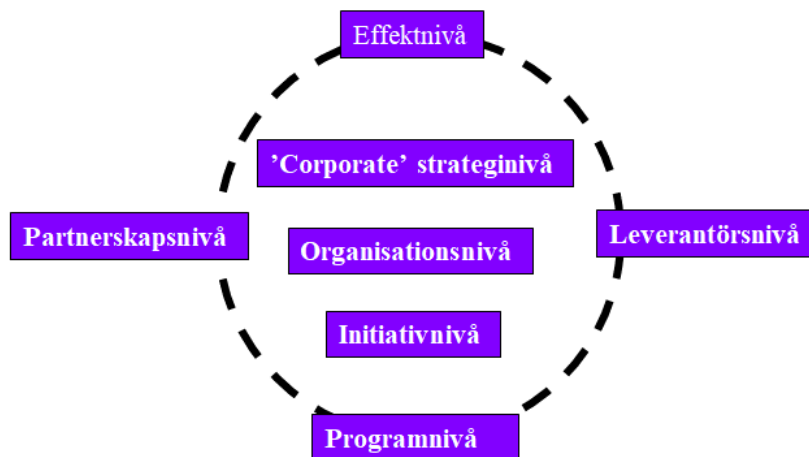 Effektnivå
’Corporate’ strateginivå
Partnerskapsnivå
Organisationsnivå
Leverantörsnivå
Initiativnivå
Programnivå